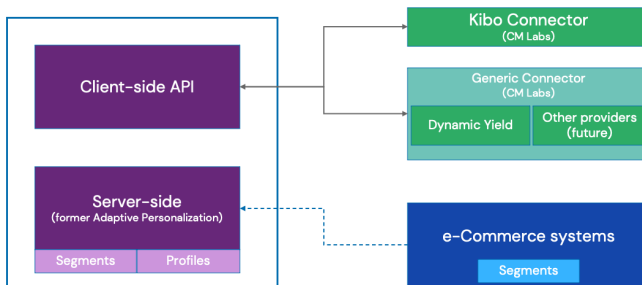 Kibo Connector
(CM Labs)
Client-side API
Generic Connector
(CM Labs)
Dynamic Yield
Other providers
(future)
Server-side
(former Adaptive Personalization)
Segments
Profiles
e-Commerce systems
Segments